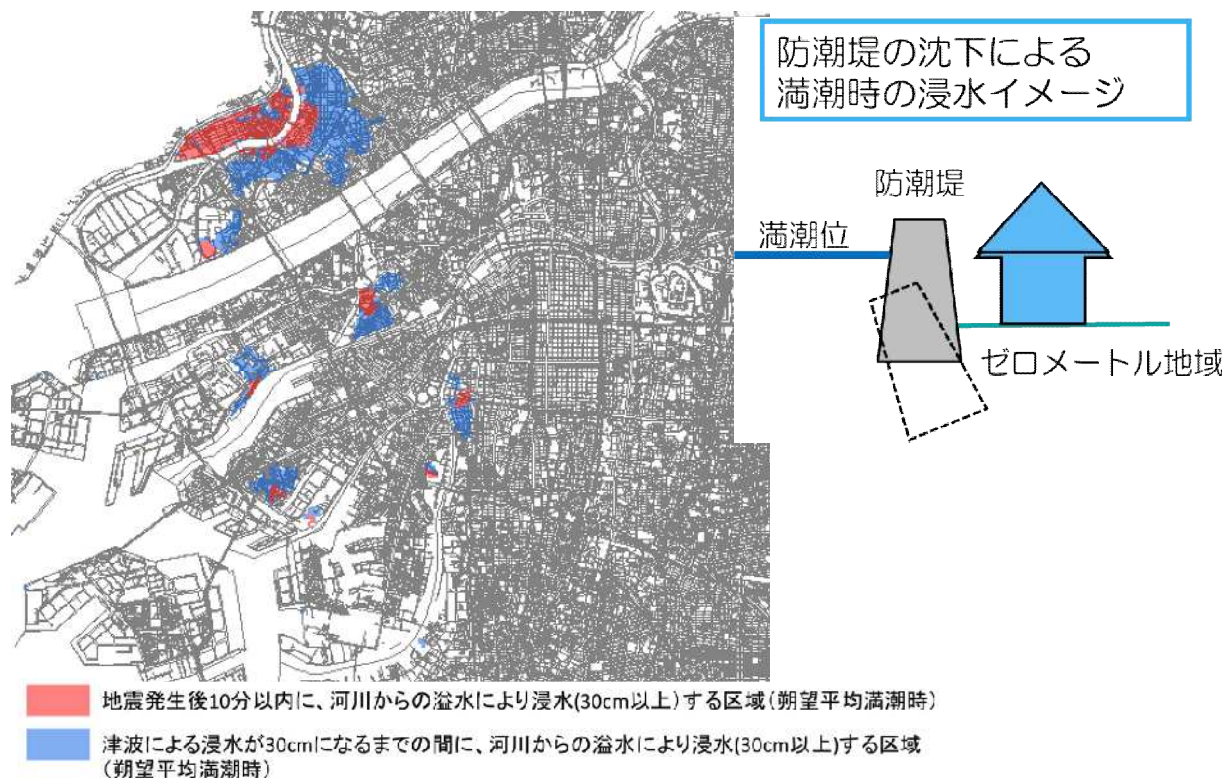 防潮堤の沈下による
満潮時の浸水イメージ
防潮堤
満潮位
ゼロメートル地域
地震発生後10分以内に、河川からの溢水により浸水(30cm以上)する区域(朔望平均満潮時)
津波による浸水が30cmになるまでの間に、河川からの溢水により浸水(30cm以上)する区域
(朔望平均満潮時)